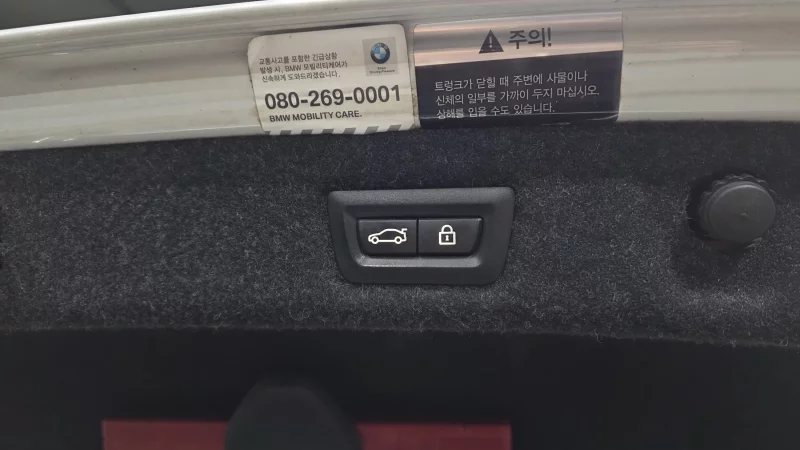 교통사고를 포함한 긴급상황
발생 시, BMW 모빌리티케어가
신속하게 도와드리겠습니다.
080-269-0001
BMW MOBILITY CARE.
주의!
트렁크가 닫힐 때 주변에 사물이나
신체의 일부를 가까이 두지 마십시오.
상해를 입을 수도 있습니다.